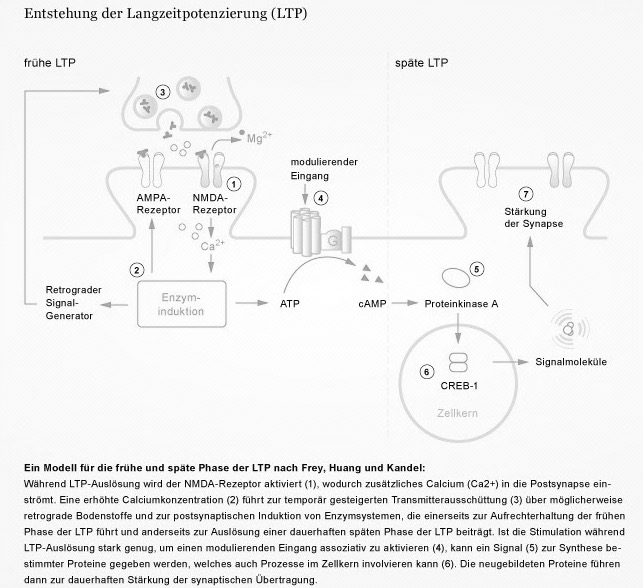 Entstehung der Langzeitpotenzierung (LTP)
frühe LTP
späte LTP
3
Mg2+
modulierender
Eingang
AMPA-
Rezeptor
NMDA-
Rezeptor
1
4
7
Stärkung
der Synapse
G
Ca2+
2
5
Retrograder
Signal-
Generator
Enzym-
induktion
ATP
cAMP
Proteinkinase A
6
CREB-1
Signalmoleküle
Zellkern
Ein Modell für die frühe und späte Phase der LTP nach Frey, Huang und Kandel:
Während LTP-Auslösung wird der NMDA-Rezeptor aktiviert (1), wodurch zusätzliches Calcium (Ca2+) in die Postsynapse ein-
strömt. Eine erhöhte Calciumkonzentration (2) führt zur temporär gesteigerten Transmitterausschüttung (3) über möglicherweise
retrograde Bodenstoffe und zur postsynaptischen Induktion von Enzymsystemen, die einerseits zur Aufrechterhaltung der frühen
Phase der LTP führt und anderseits zur Auslösung einer dauerhaften späten Phase der LTP beiträgt. Ist die Stimulation während
LTP-Auslösung stark genug, um einen modulierenden Eingang assoziativ zu aktivieren (4), kann ein Signal (5) zur Synthese be-
stimmter Proteine gegeben werden, welches auch Prozesse im Zellkern involvieren kann (6). Die neugebildeten Proteine führen
dann zur dauerhaften Stärkung der synaptischen Übertragung.